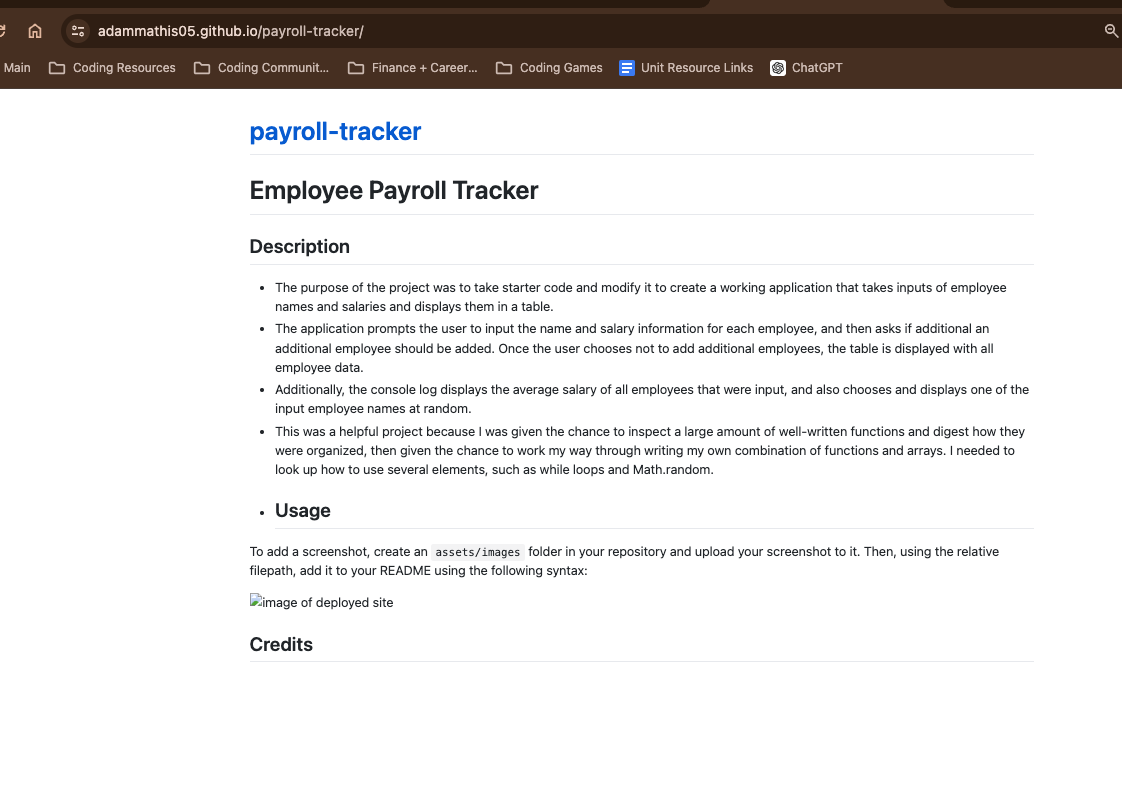 adammathis05.github.io/payroll-tracker/
Main Coding Resources Coding Communit... Finance + Career... Coding Games Unit Resource Links ChatGPT
payroll-tracker
Employee Payroll Tracker
Description
The purpose of the project was to take starter code and modify it to create a working application that takes inputs of employee
names and salaries and displays them in a table.
The application prompts the user to input the name and salary information for each employee, and then asks if additional an
additional employee should be added. Once the user chooses not to add additional employees, the table is displayed with all
employee data.
Additionally, the console log displays the average salary of all employees that were input, and also chooses and displays one of the
input employee names at random.
This was a helpful project because I was given the chance to inspect a large amount of well-written functions and digest how they
were organized, then given the chance to work my way through writing my own combination of functions and arrays. I needed to
look up how to use several elements, such as while loops and Math.random.
Usage
To add a screenshot, create an assets/images folder in your repository and upload your screenshot to it. Then, using the relative
filepath, add it to your README using the following syntax:
image of deployed site
Credits